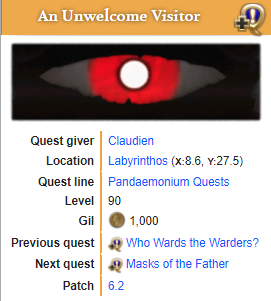 An Unwelcome Visitor
Quest giver Claudien
Location Labyrinthos (x:8.6, y:27.5)
Quest line Pandaemonium Quests
Level 90
Gil 1,000
Previous quest Who Wards the Warders?
Next quest Masks of the Father
Patch 6.2